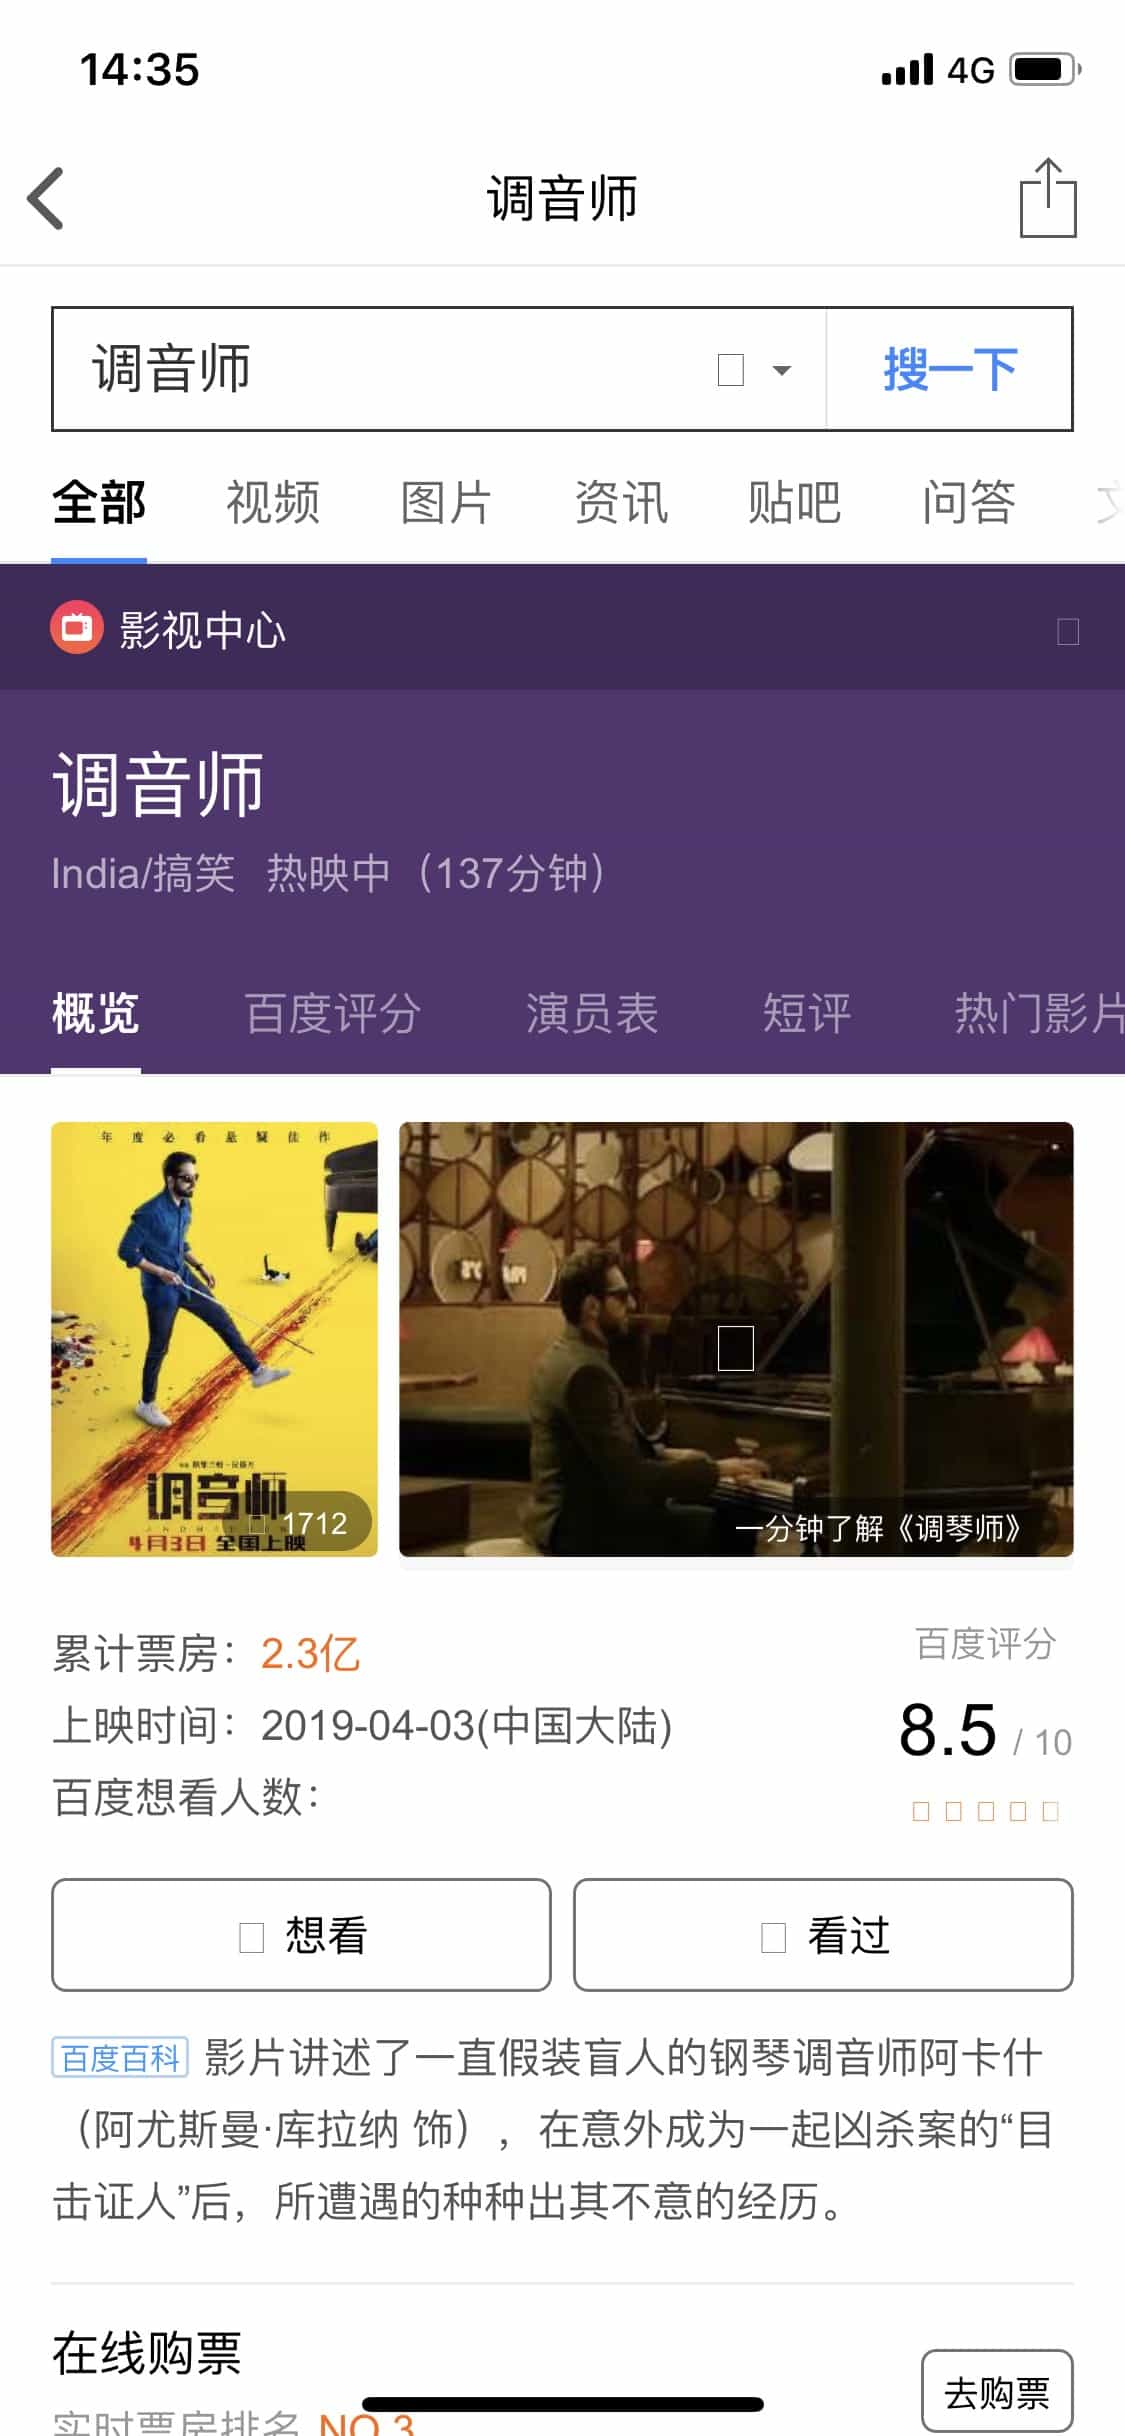 14:35
4G
调音师
调音师
搜一下
全部 视频 图片 资讯 贴吧 问答
影视中心
调音师
India/搞笑 热映中（137分钟）
概览 百度评分 演员表 短评 热门影片
年度必看悬疑佳作
调音师
4月3日 全国上映
1712
一分钟了解《调琴师》
累计票房：2.3亿
上映时间：2019-04-03(中国大陆)
百度想看人数：
百度评分
8.5 / 10
想看
看过
百度百科 影片讲述了一直假装盲人的钢琴调音师阿卡什
（阿尤斯曼·库拉纳 饰），在意外成为一起凶杀案的“目
击证人”后，所遭遇的种种出其不意的经历。
在线购票
去购票
实时票房排名 NO.3